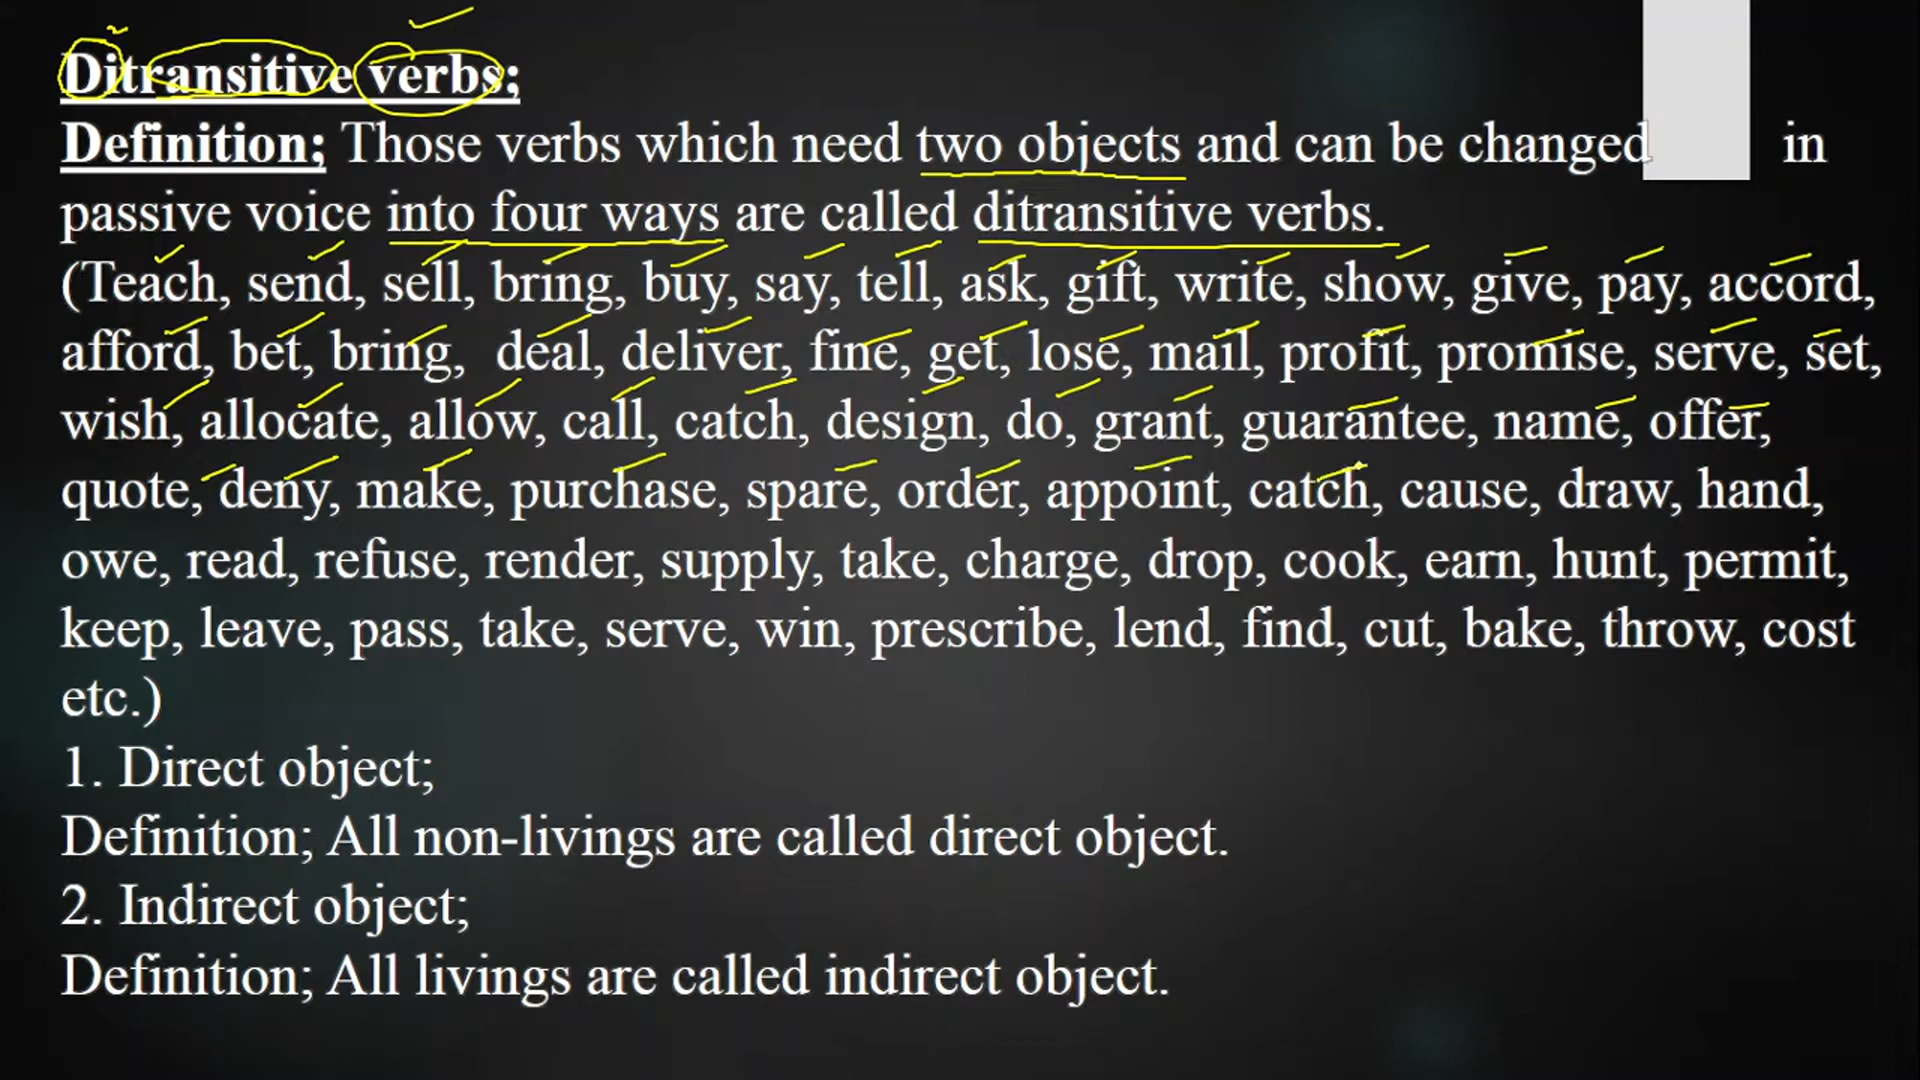 Ditransitive verbs;
Definition; Those verbs which need two objects and can be changed in
passive voice into four ways are called ditransitive verbs.
(Teach, send, sell, bring, buy, say, tell, ask, gift, write, show, give, pay, accord,
afford, bet, bring, deal, deliver, fine, get, lose, mail, profit, promise, serve, set,
wish, allocate, allow, call, catch, design, do, grant, guarantee, name, offer,
quote, deny, make, purchase, spare, order, appoint, catch, cause, draw, hand,
owe, read, refuse, render, supply, take, charge, drop, cook, earn, hunt, permit,
keep, leave, pass, take, serve, win, prescribe, lend, find, cut, bake, throw, cost
etc.)
1. Direct object;
Definition; All non-livings are called direct object.
2. Indirect object;
Definition; All livings are called indirect object.